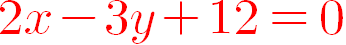 2x − 3y + 12 = 0